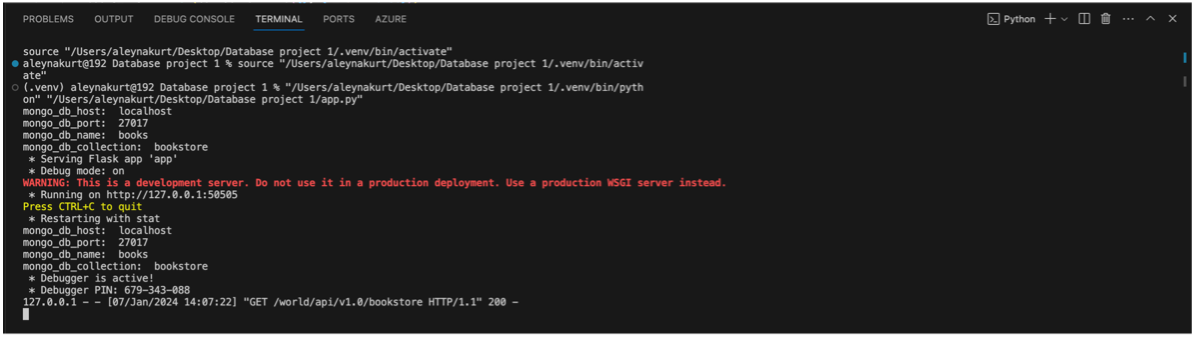 PROBLEMS OUTPUT DEBUG CONSOLE TERMINAL PORTS AZURE Python
source "/Users/aleynakurt/Desktop/Database project 1/.venv/bin/activate"
aleynakurt@192 Database project 1 % source "/Users/aleynakurt/Desktop/Database project 1/.venv/bin/activ
ate"
(.venv) aleynakurt@192 Database project 1 % "/Users/aleynakurt/Desktop/Database project 1/.venv/bin/pyth
on" "/Users/aleynakurt/Desktop/Database project 1/app.py"
mongo_db_host:  localhost
mongo_db_port:  27017
mongo_db_name:  books
mongo_db_collection:  bookstore
* Serving Flask app 'app'
* Debug mode: on
WARNING: This is a development server. Do not use it in a production deployment. Use a production WSGI server instead.
* Running on http://127.0.0.1:50505
Press CTRL+C to quit
* Restarting with stat
mongo_db_host:  localhost
mongo_db_port:  27017
mongo_db_name:  books
mongo_db_collection:  bookstore
* Debugger is active!
* Debugger PIN: 679-343-088
127.0.0.1 - - [07/Jan/2024 14:07:22] "GET /world/api/v1.0/bookstore HTTP/1.1" 200 -